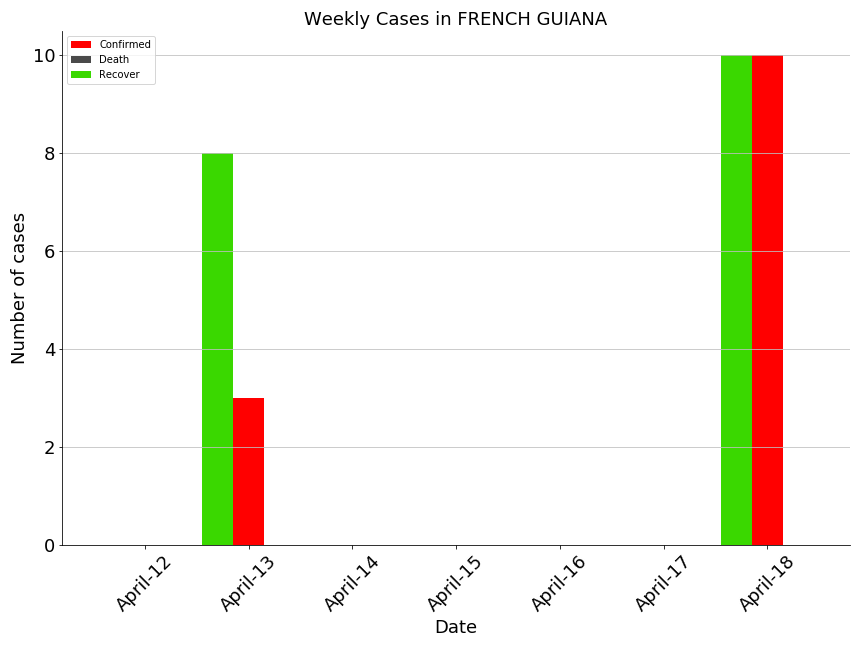 Weekly Cases in FRENCH GUIANA
Confirmed
Death
Recover
10
8
6
4
2
0
Number of cases
April-12
April-13
April-14
April-15
April-16
April-17
April-18
Date